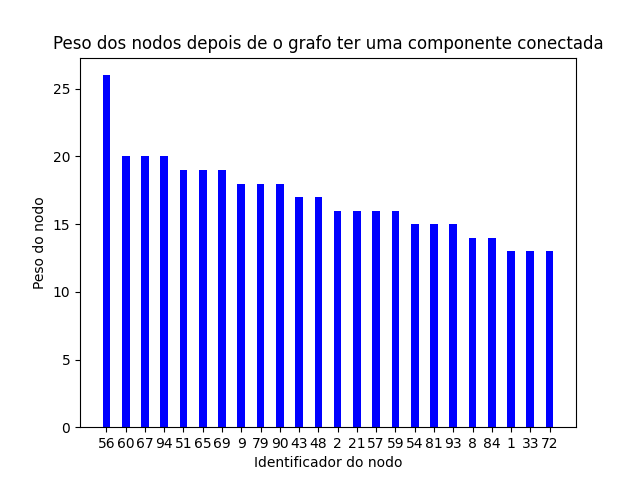 Peso dos nodos depois de o grafo ter uma componente conectada
25
20
15
10
5
0
Peso do nodo
56 60 67 94 51 65 69 9 79 90 43 48 2 21 57 59 54 81 93 8 84 1 33 72
Identificador do nodo